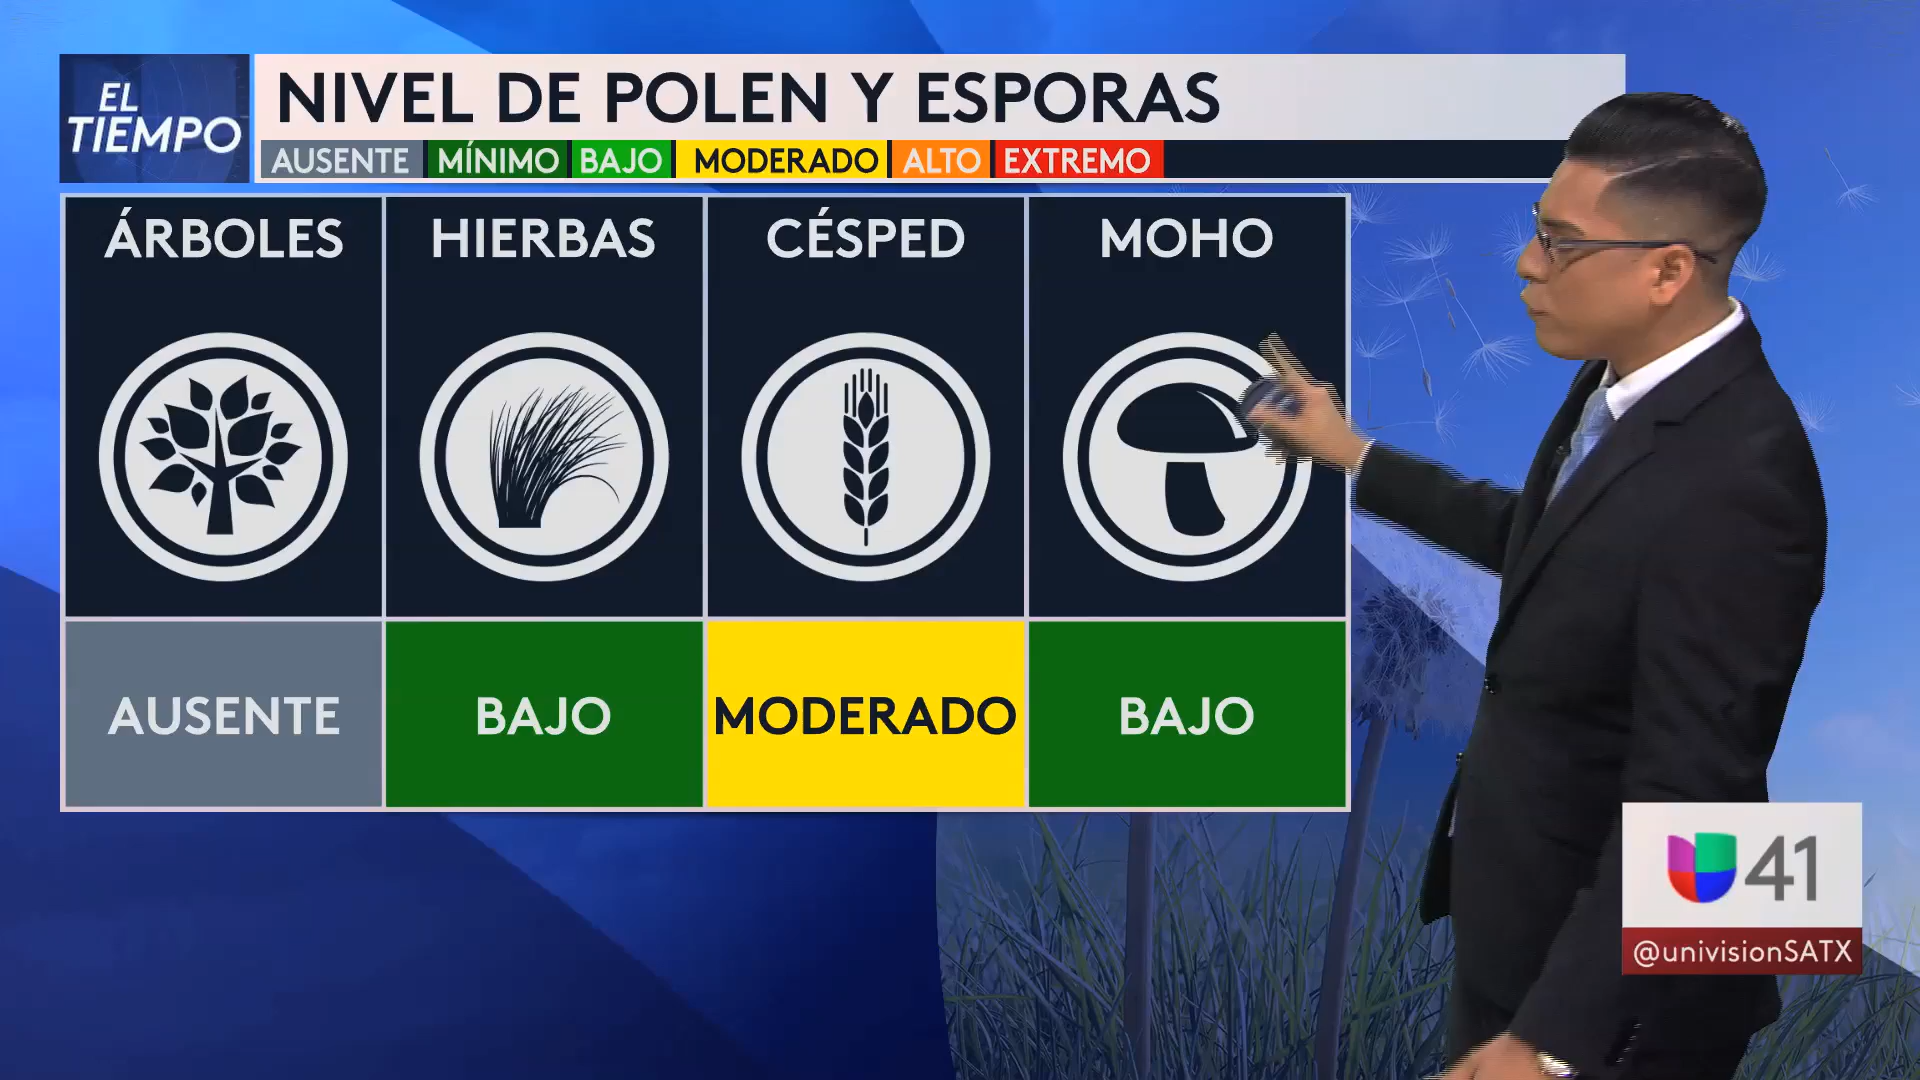 EL
TIEMPO
NIVEL DE POLEN Y ESPORAS
AUSENTE MÍNIMO BAJO MODERADO ALTO EXTREMO
ÁRBOLES HIERBAS CÉSPED MOHO
AUSENTE BAJO MODERADO BAJO
41
@univisionSATX